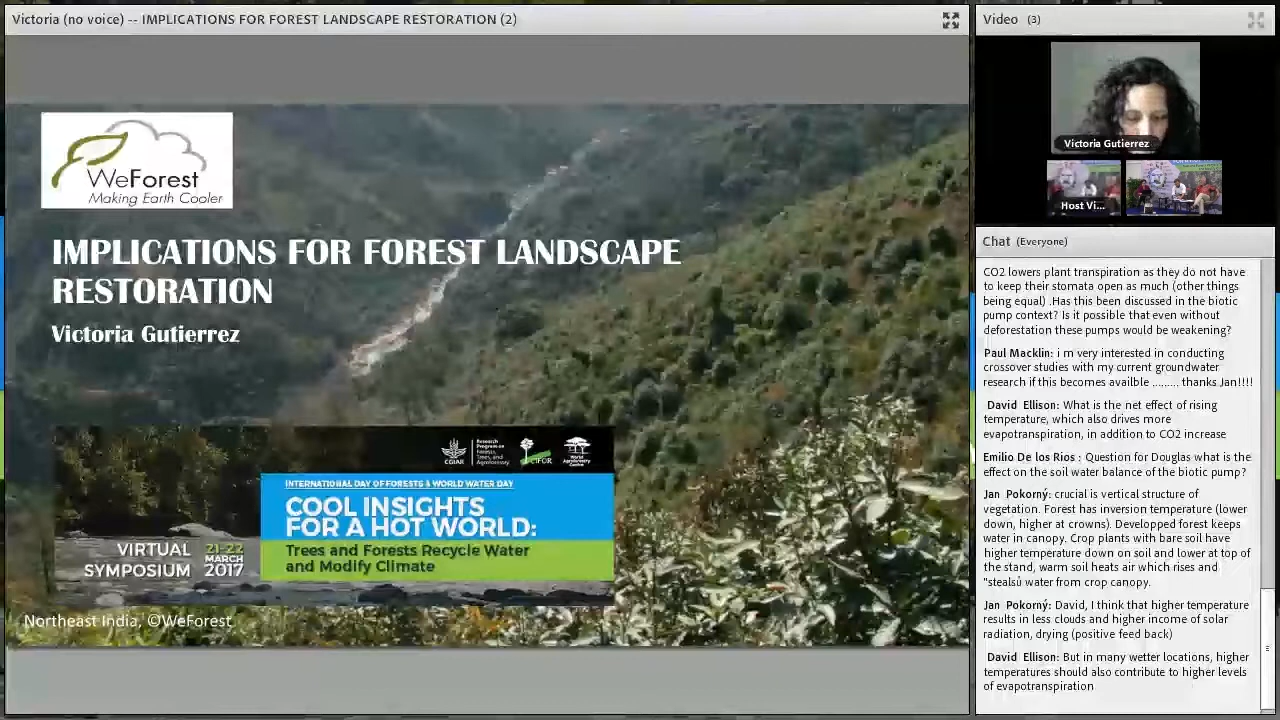 Victoria (no voice) -- IMPLICATIONS FOR FOREST LANDSCAPE RESTORATION (2)
WeForest
Making Earth Cooler
IMPLICATIONS FOR FOREST LANDSCAPE
RESTORATION
Victoria Gutierrez
CGIAR
Research
Program on
Forests,
Trees, and
Agroforestry
CIFOR
World
Agroforestry
Centre
INTERNATIONAL DAY OF FORESTS & WORLD WATER DAY
COOL INSIGHTS
FOR A HOT WORLD:
Trees and Forests Recycle Water
and Modify Climate
VIRTUAL
SYMPOSIUM
21-22
MARCH
2017
Northeast India, ©WeForest
Video (3)
Victoria Gutierrez
Host Vi...
Chat (Everyone)
CO2 lowers plant transpiration as they do not have
to keep their stomata open as much (other things
being equal) .Has this been discussed in the biotic
pump context? Is it possible that even without
deforestation these pumps would be weakening?
Paul Macklin: i m very interested in conducting
crossover studies with my current groundwater
research if this becomes availble ......... thanks Jan!!!!
David Ellison: What is the net effect of rising
temperature, which also drives more
evapotranspiration, in addition to CO2 increase
Emilio De los Rios : Question for Douglas what is the
effect on the soil water balance of the biotic pump?
Jan Pokorný: crucial is vertical structure of
vegetation. Forest has inversion temperature (lower
down, higher at crowns). Developped forest keeps
water in canopy. Crop plants with bare soil have
higher temperature down on soil and lower at top of
the stand, warm soil heats air which rises and
"stealsů water from crop canopy.
Jan Pokorný: David, I think that higher temperature
results in less clouds and higher income of solar
radiation, drying (positive feed back)
David Ellison: But in many wetter locations, higher
temperatures should also contribute to higher levels
of evapotranspiration